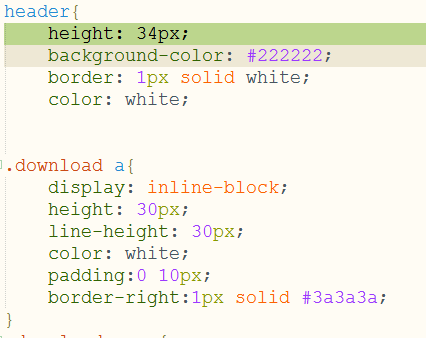 header{
height: 34px;
background-color: #222222;
border: 1px solid white;
color: white;
.download a{
display: inline-block;
height: 30px;
line-height: 30px;
color: white;
padding:0 10px;
border-right:1px solid #3a3a3a;
}